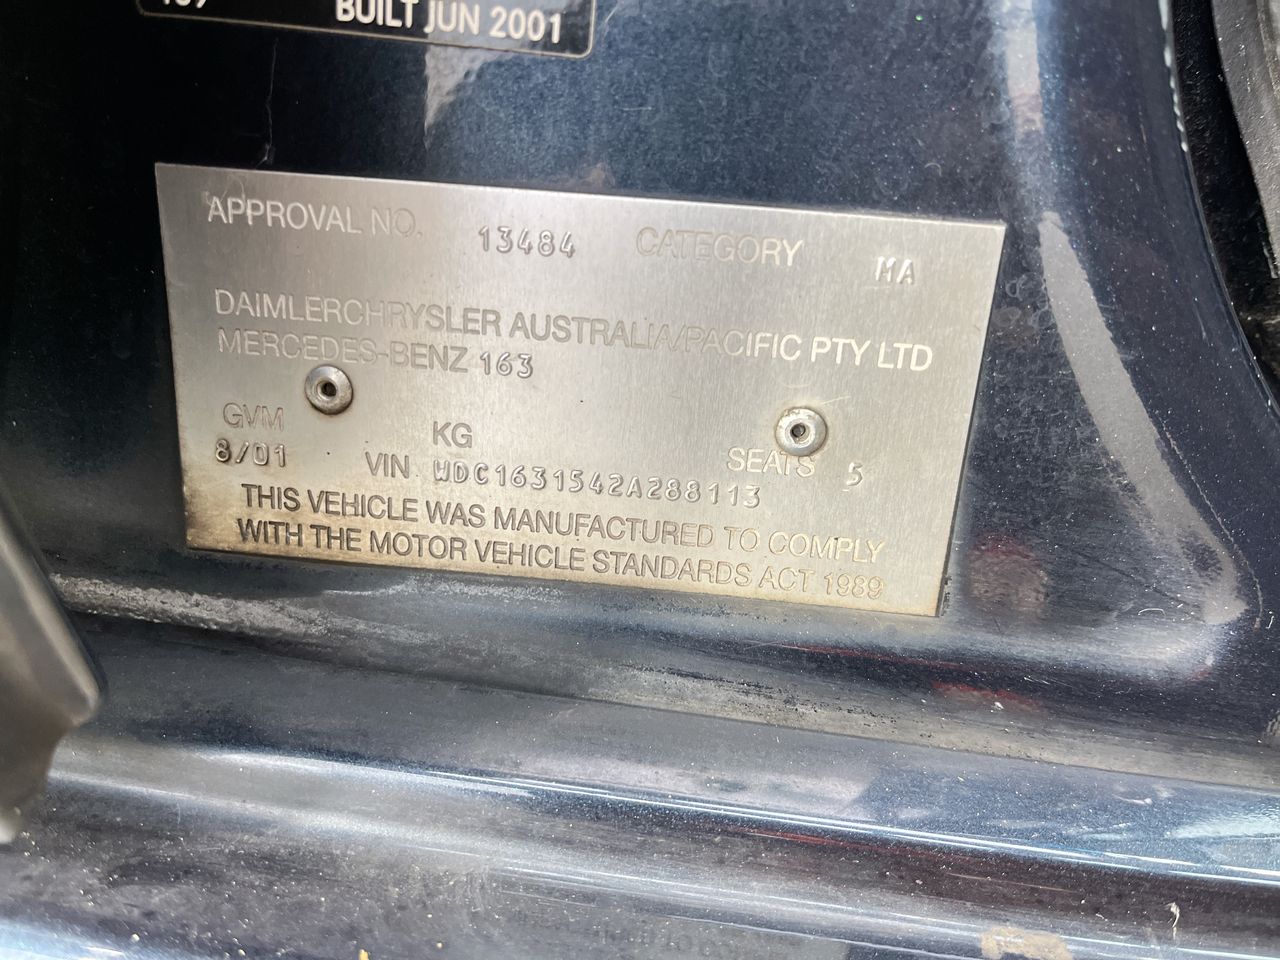 BUILT JUN 2001
APPROVAL NO. 13484 CATEGORY MA
DAIMLERCHRYSLER AUSTRALIA/PACIFIC PTY LTD
MERCEDES-BENZ 163
GVM KG SEATS 5
8/01 VIN WDC1631542A288113
THIS VEHICLE WAS MANUFACTURED TO COMPLY
WITH THE MOTOR VEHICLE STANDARDS ACT 1989